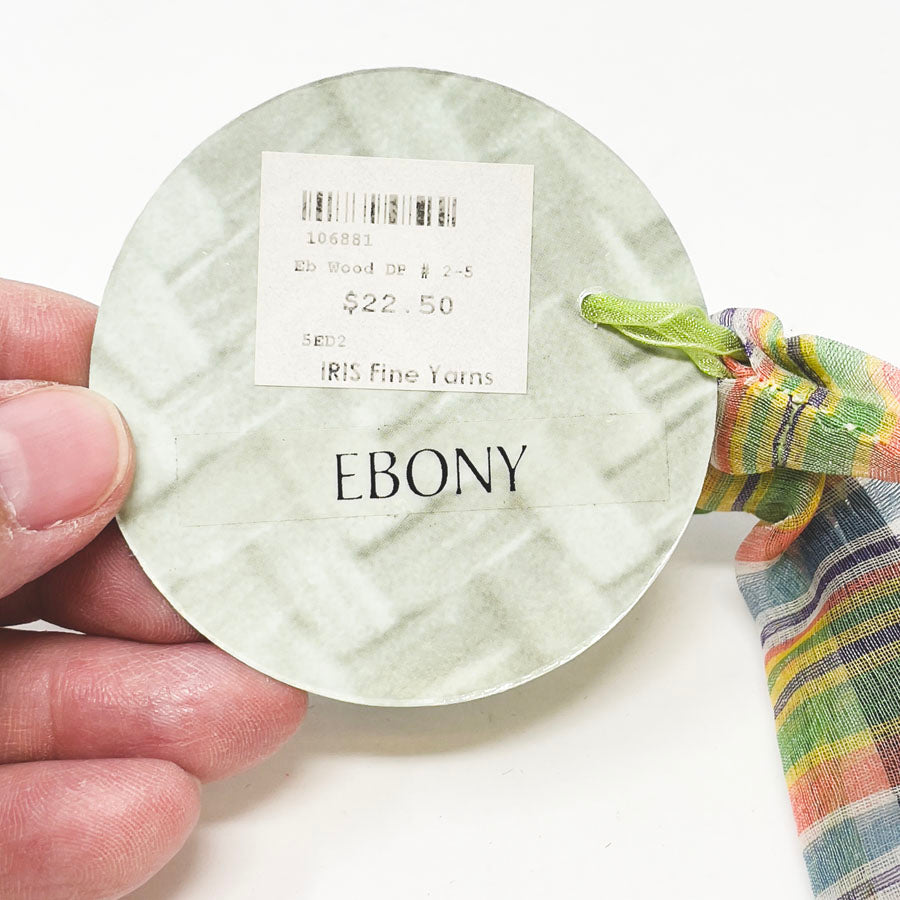 106881
Eb Wood DP # 2-5
$22.50
5ED2
IRIS Fine Yarns
EBONY